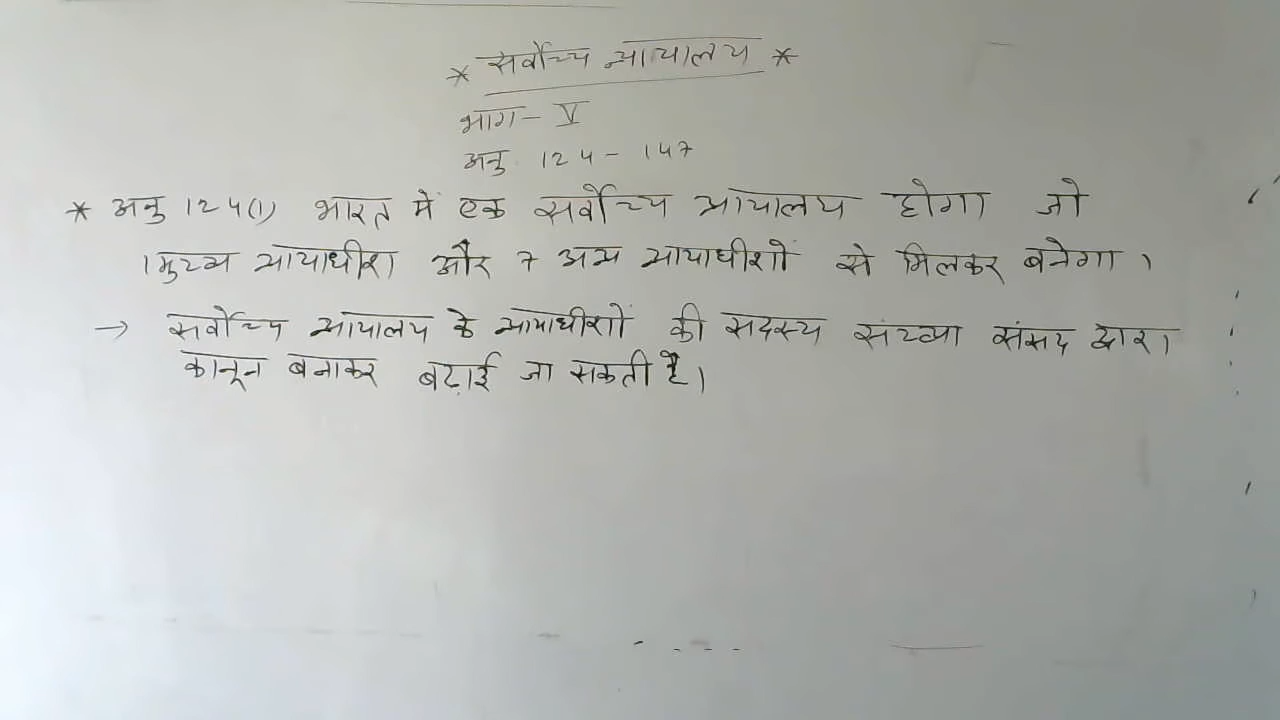 * सर्वोच्च न्यायालय *
भाग - V
अनु. 124 - 147
* अनु 124(1) भारत में एक सर्वोच्च न्यायालय होगा जो
1 मुख्य न्यायाधीश और 7 अन्य न्यायाधीशों से मिलकर बनेगा।
→ सर्वोच्च न्यायालय के न्यायाधीशों की सदस्य संख्या संसद द्वारा
कानून बनाकर बढ़ाई जा सकती है।